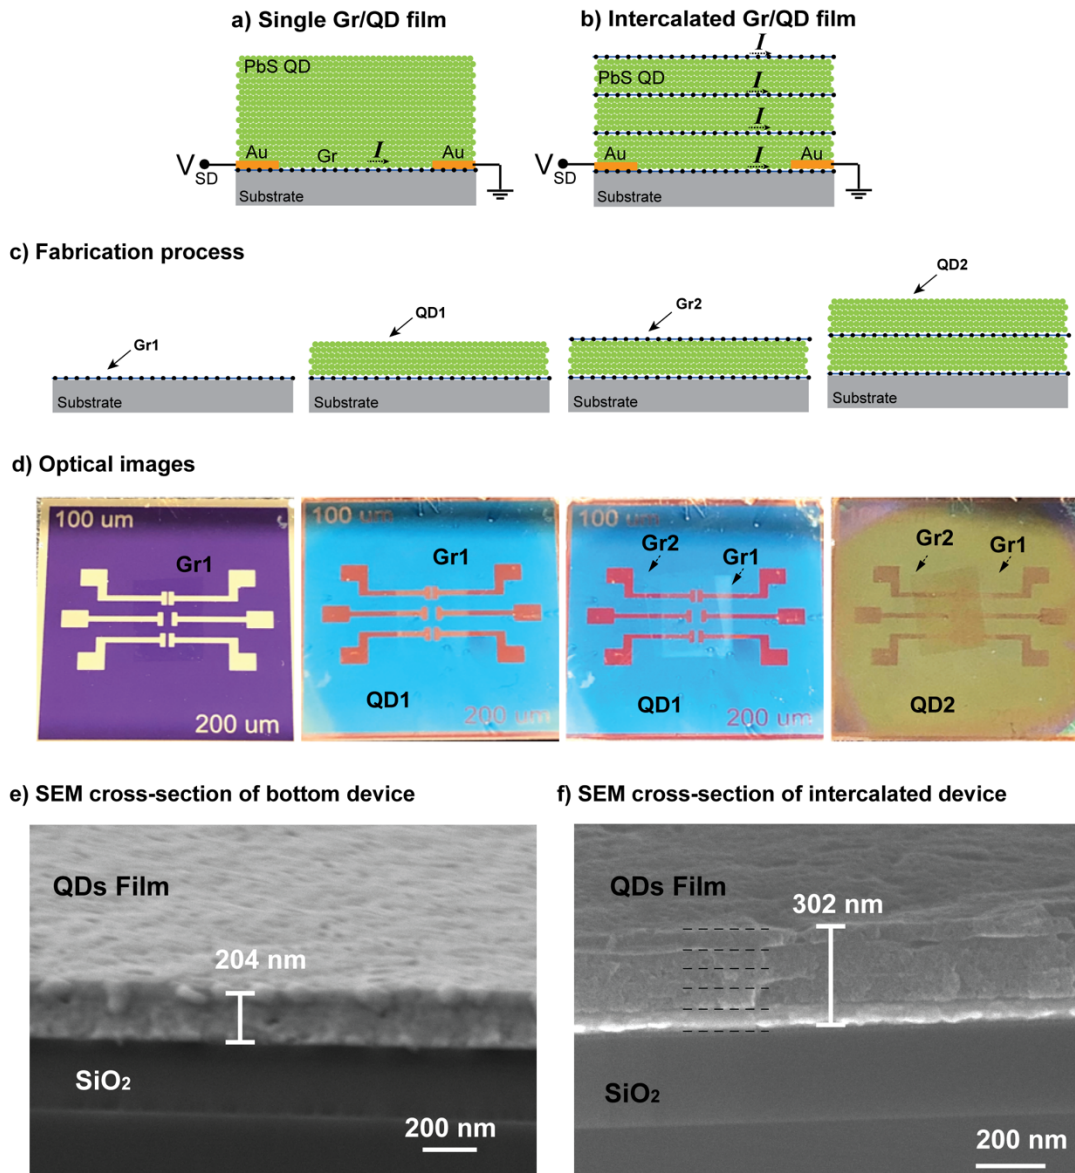 a) Single Gr/QD film
b) Intercalated Gr/QD film
PbS QD
Au
Gr
I
Au
VSD
Substrate
I
PbS QD
I
I
Au
I
Au
VSD
Substrate
c) Fabrication process
Gr1
Substrate
QD1
Substrate
Gr2
Substrate
QD2
Substrate
d) Optical images
100 um
Gr1
200 um
100 um
Gr1
QD1
200 um
100 um
Gr2
Gr1
QD1
200 um
Gr2
Gr1
QD2
e) SEM cross-section of bottom device
QDs Film
204 nm
SiO2
200 nm
f) SEM cross-section of intercalated device
QDs Film
302 nm
SiO2
200 nm